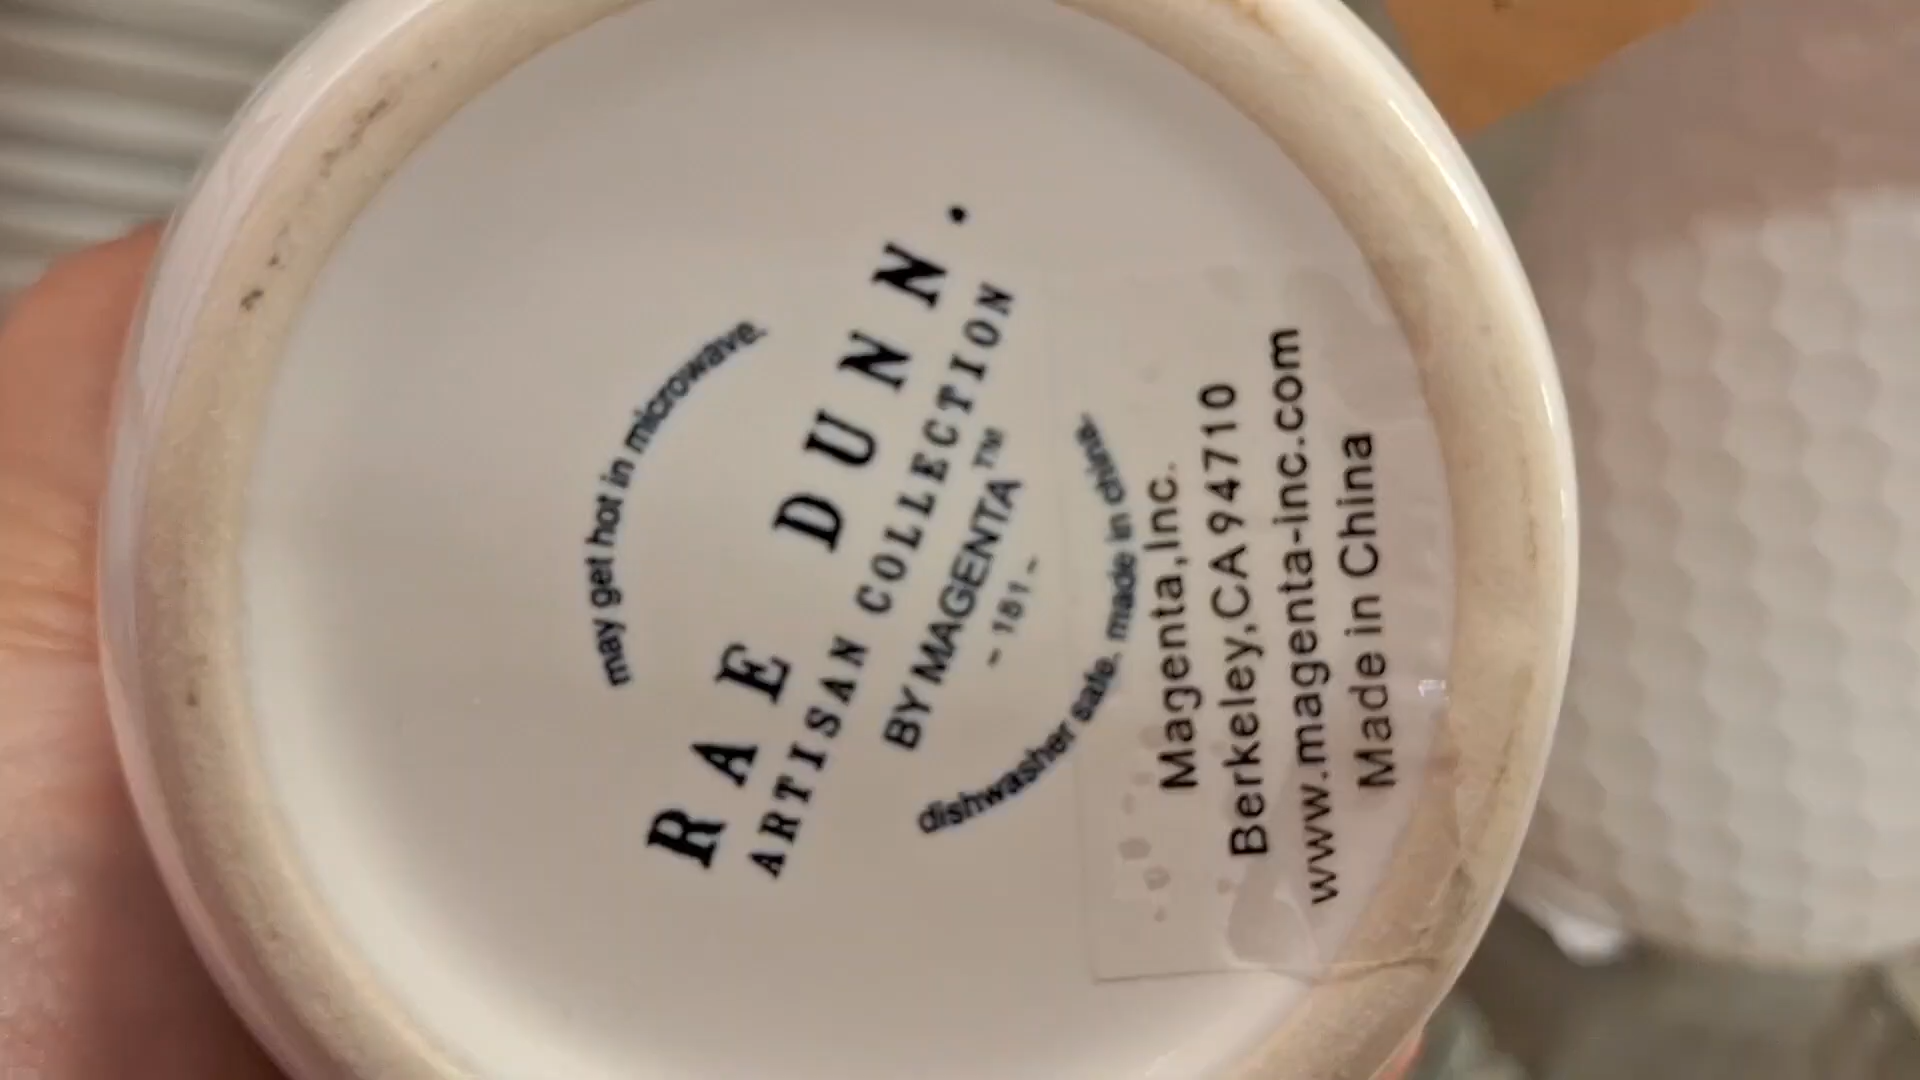 may get hot in microwave.
RAE DUNN.
ARTISAN COLLECTION
BY MAGENTA™
- 151 -
dishwasher safe. made in china.
Magenta,Inc.
Berkeley,CA 94710
www.magenta-inc.com
Made in China